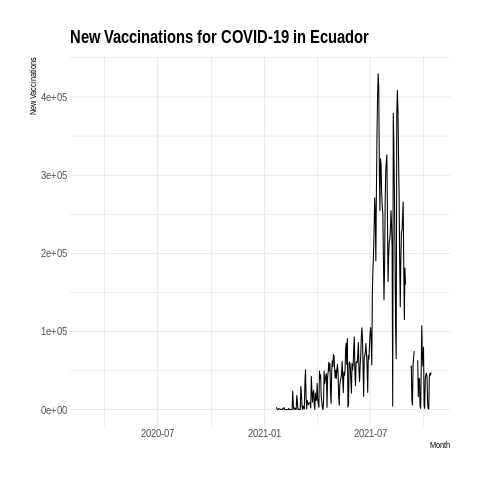 New Vaccinations for COVID-19 in Ecuador
New Vaccinations
4e+05
3e+05
2e+05
1e+05
0e+00
2020-07 2021-01 2021-07
Month